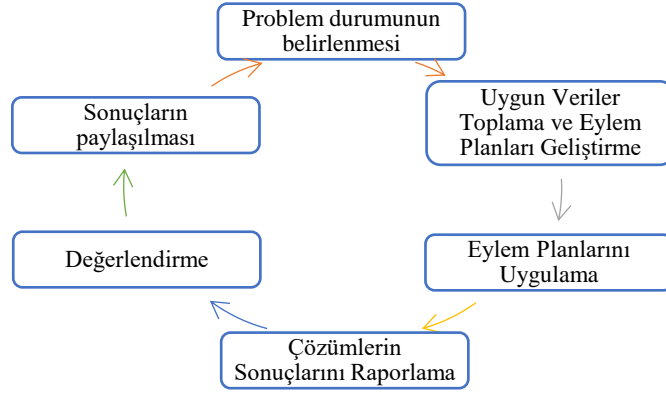 Problem durumunun
belirlenmesi
Uygun Veriler
Toplama ve Eylem
Planları Geliştirme
Eylem Planlarını
Uygulama
Çözümlerin
Sonuçlarını Raporlama
Değerlendirme
Sonuçların
paylaşılması